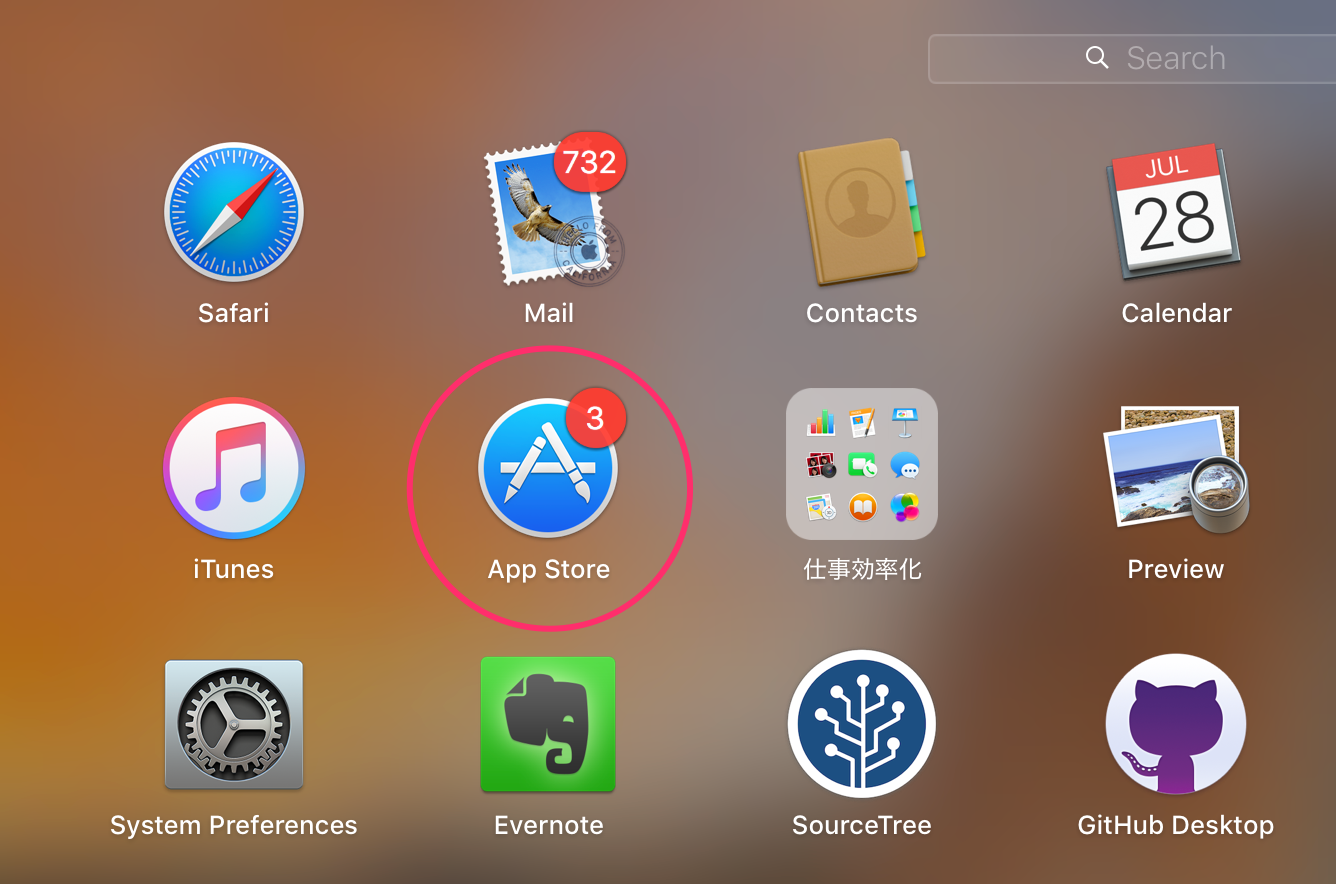 Search
732
JUL
28
Safari
Mail
Contacts
Calendar
3
iTunes
App Store
仕事効率化
Preview
System Preferences
Evernote
SourceTree
GitHub Desktop